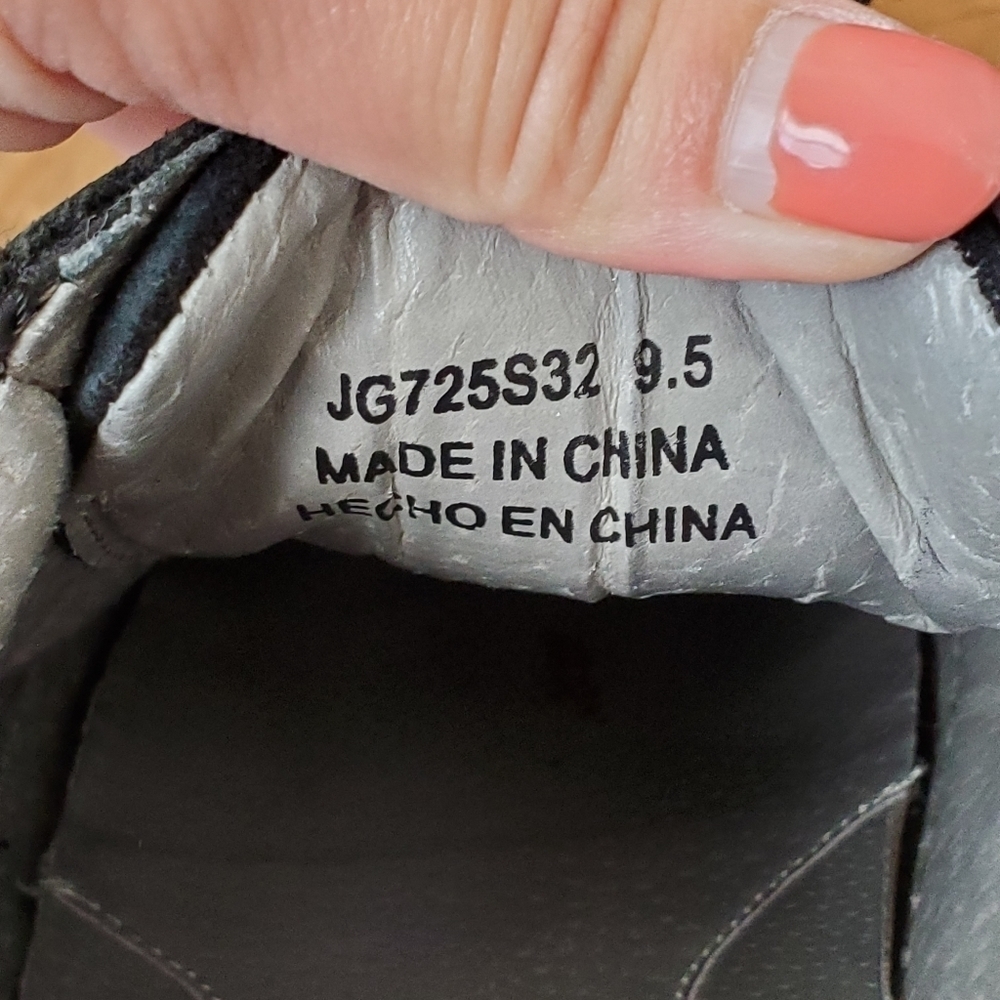 JG725S32 9.5
MADE IN CHINA
HECHO EN CHINA